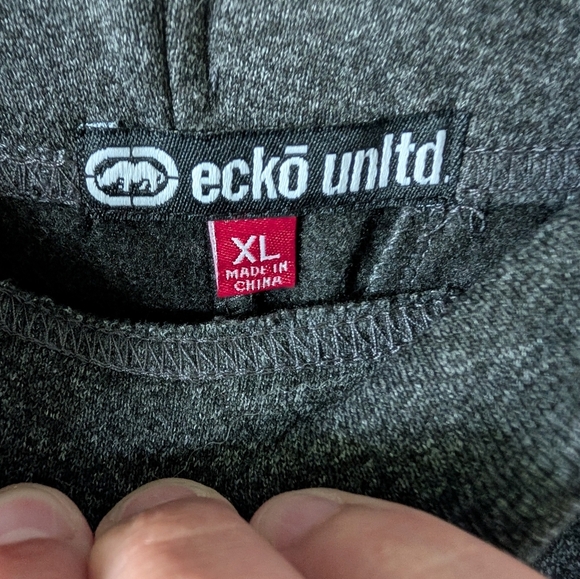 eckō unltd.
XL
MADE IN
CHINA